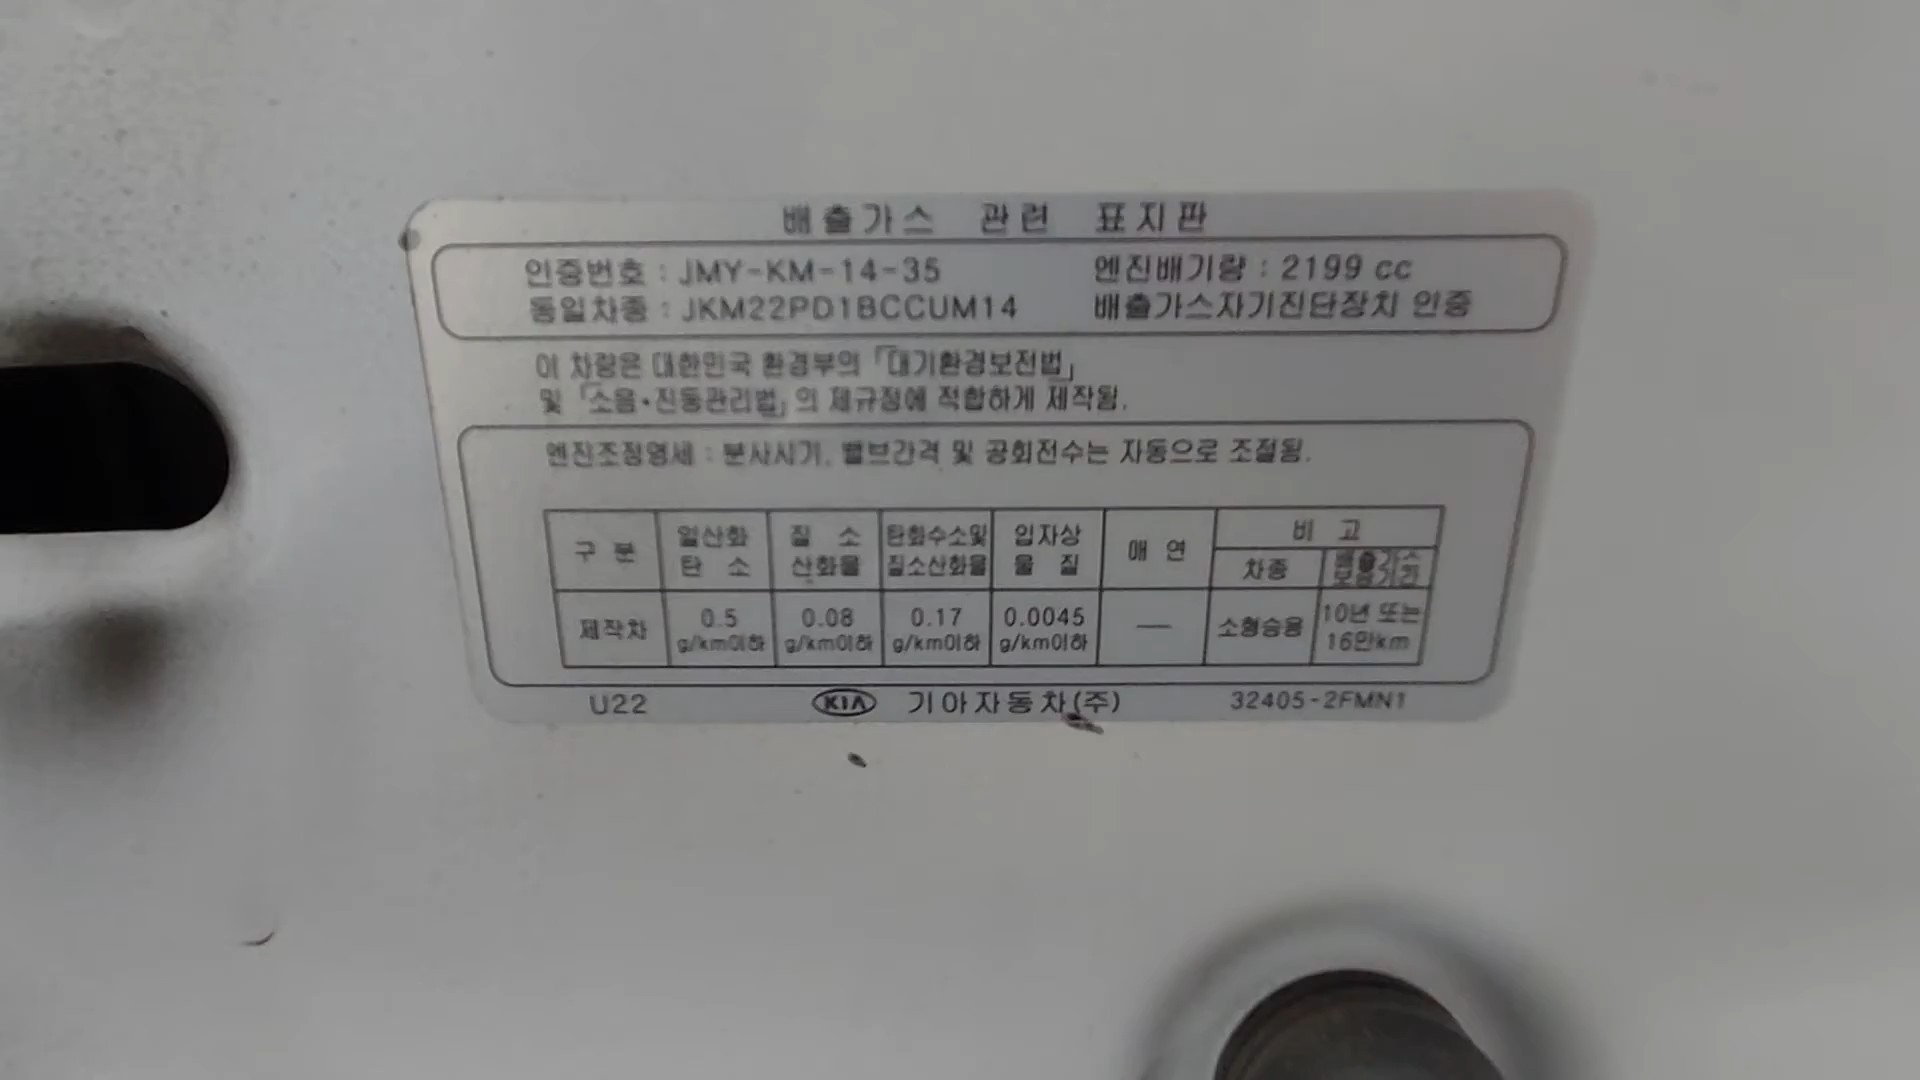 배출가스 관련 표지판
인증번호 : JMY-KM-14-35 엔진배기량 : 2199 cc
동일차종 : JKM22PD1BCCUM14 배출가스자기진단장치 인증
이 차량은 대한민국 환경부의 「대기환경보전법」
및 「소음·진동관리법」의 제규정에 적합하게 제작됨.
엔진조정명세 : 분사시기, 밸브간격 및 공회전수는 자동으로 조절됨.
구 분 일산화탄 소 질 소산화물 탄화수소및질소산화물 입자상물 질 매 연 비 고
차종 배출가스보증기간
제작차 0.5 g/km이하 0.08 g/km이하 0.17 g/km이하 0.0045 g/km이하 — 소형승용 10년 또는 16만km
U22 KIA 기아자동차(주) 32405-2FMN1